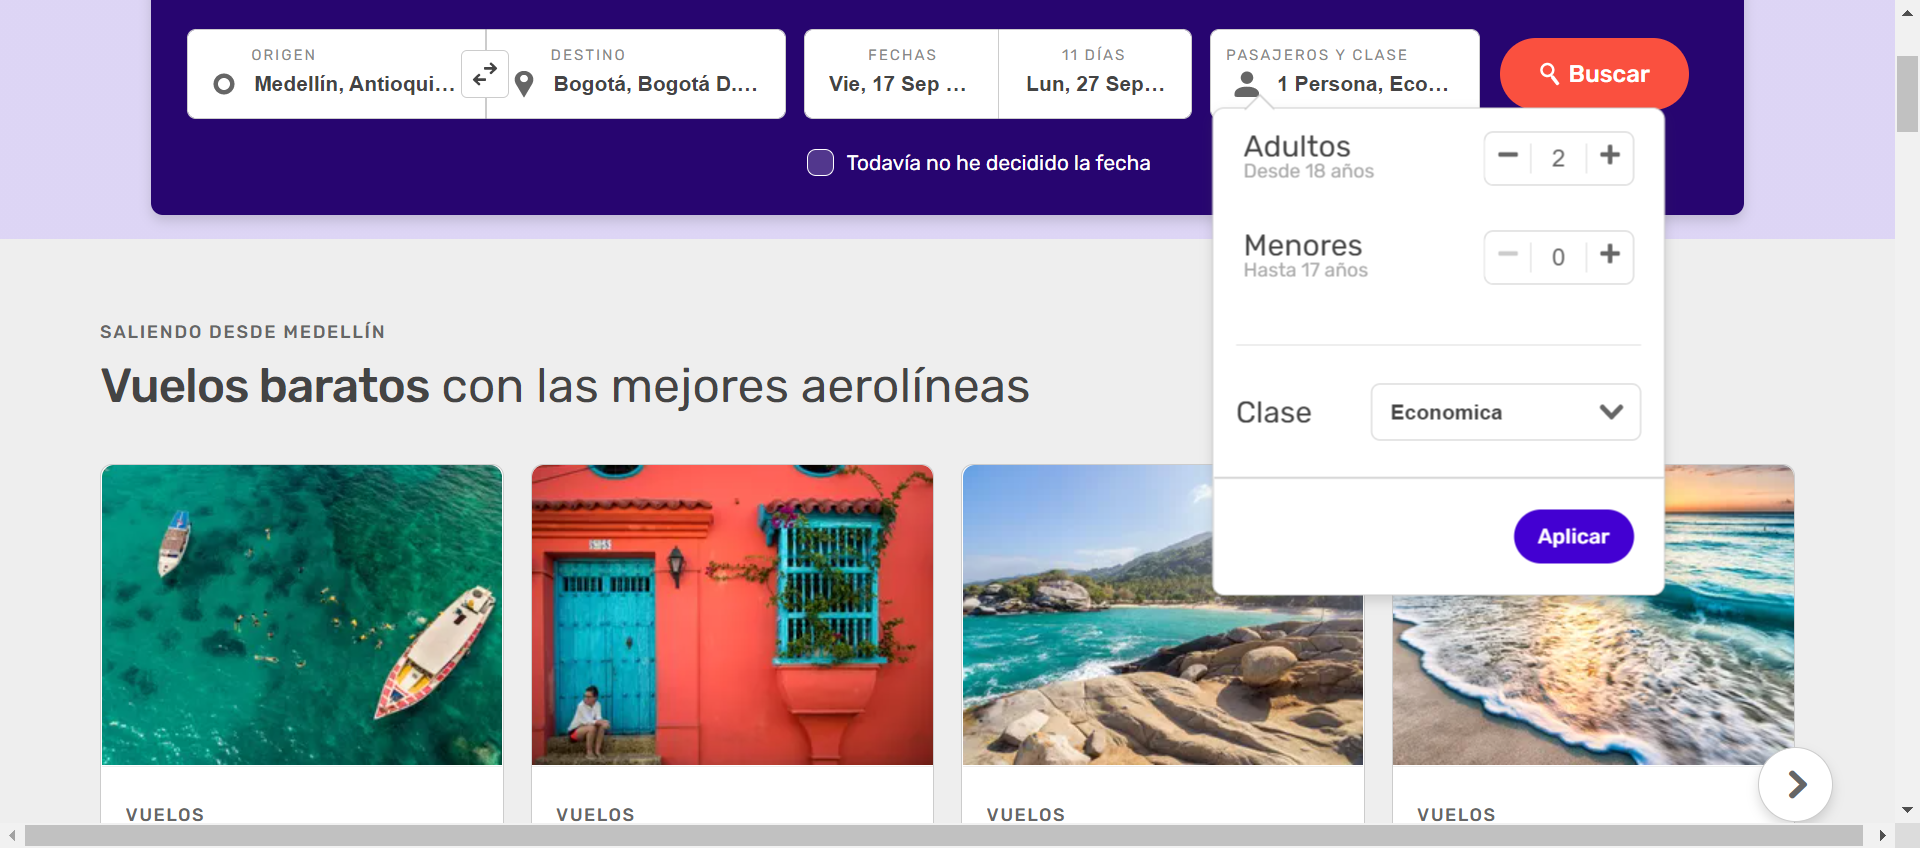 ORIGEN
Medellín, Antioqui...
DESTINO
Bogotá, Bogotá D....
FECHAS
Vie, 17 Sep ...
11 DÍAS
Lun, 27 Sep...
PASAJEROS Y CLASE
1 Persona, Eco...
Buscar
Todavía no he decidido la fecha
Adultos
Desde 18 años
2
Menores
Hasta 17 años
0
Clase
Economica
Aplicar
SALIENDO DESDE MEDELLÍN
Vuelos baratos con las mejores aerolíneas
VUELOS
VUELOS
VUELOS
VUELOS